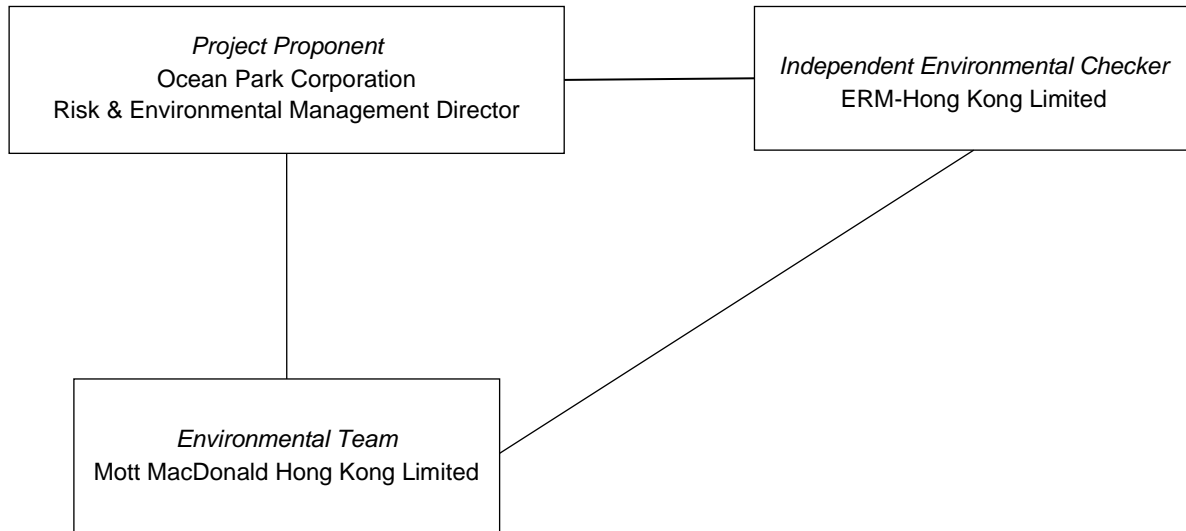 Project Proponent
Ocean Park Corporation
Risk & Environmental Management Director
Independent Environmental Checker
ERM-Hong Kong Limited
Environmental Team
Mott MacDonald Hong Kong Limited